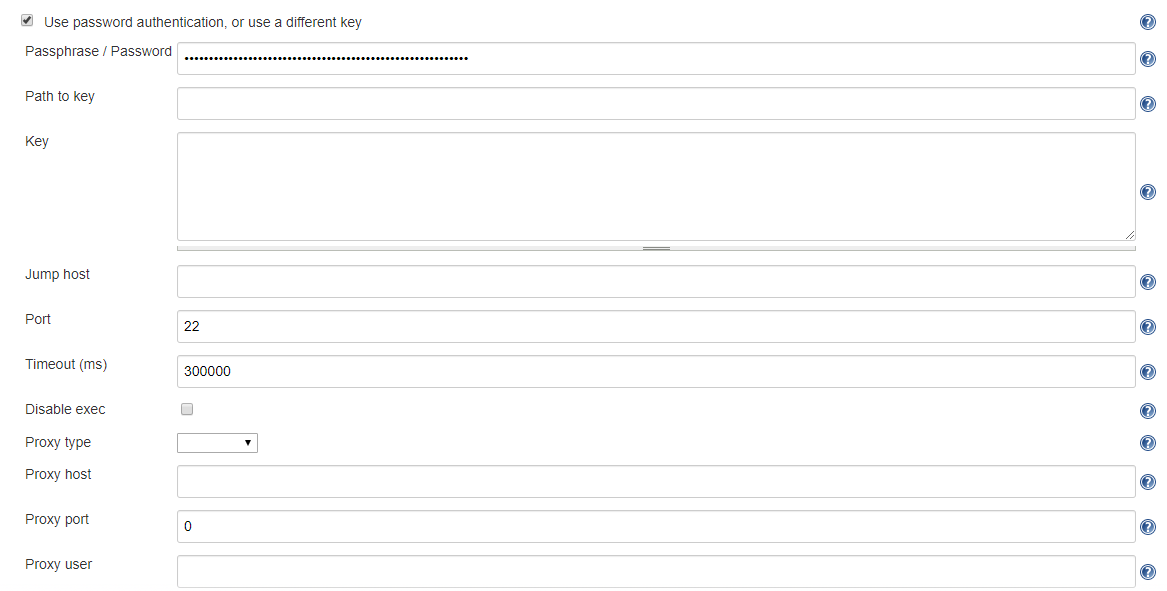 Use password authentication, or use a different key
Passphrase / Password
Path to key
Key
Jump host
Port 22
Timeout (ms) 300000
Disable exec
Proxy type
Proxy host
Proxy port 0
Proxy user